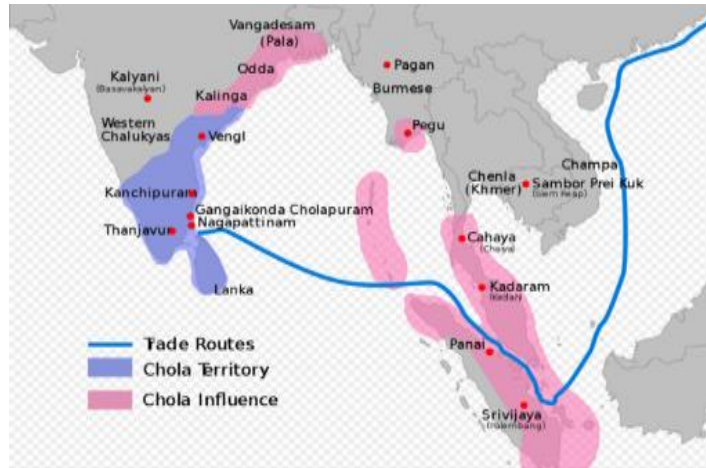 Vangadesam
(Pala)
Odda
Kalyani
(Basavakalyan)
Kalinga
Western
Chalukyas
Vengi
Pagan
Burmese
Pegu
Champa
Chenla
(Khmer)
Sambor Prei Kuk
(Siem Reap)
Kanchipuram
Gangaikonda Cholapuram
Nagapattinam
Thanjavur
Cahaya
(Chaiya)
Kadaram
(Kedah)
Lanka
Panai
Srivijaya
(Palembang)
Trade Routes
Chola Territory
Chola Influence